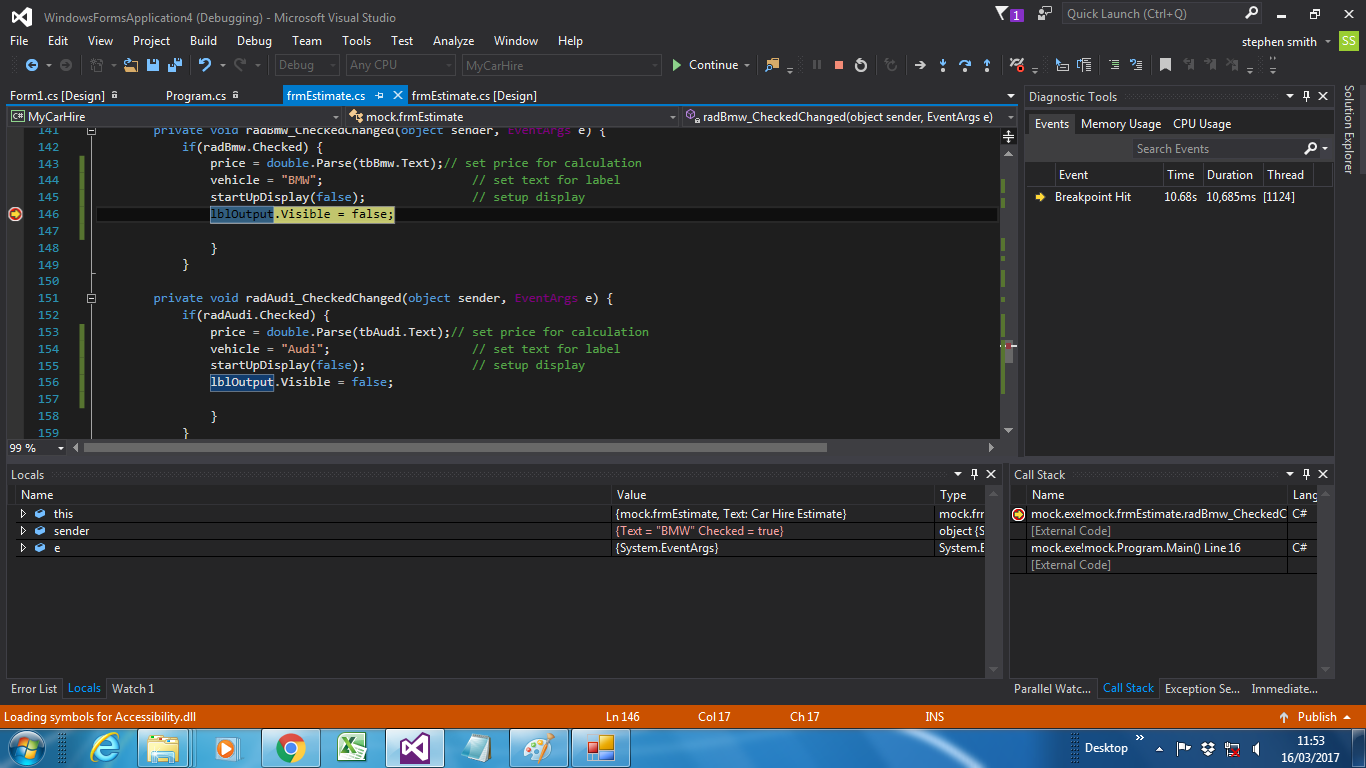 WindowsFormsApplication4 (Debugging) - Microsoft Visual Studio
1
Quick Launch (Ctrl+Q)
File Edit View Project Build Debug Team Tools Test Analyze Window Help
stephen smith
SS
Debug Any CPU MyCarHire Continue
Form1.cs [Design] Program.cs frmEstimate.cs frmEstimate.cs [Design]
C# MyCarHire mock.frmEstimate radBmw_CheckedChanged(object sender, EventArgs e)
141 private void radBmw_CheckedChanged(object sender, EventArgs e) {
142 if(radBmw.Checked) {
143 price = double.Parse(tbBmw.Text);// set price for calculation
144 vehicle = "BMW"; // set text for label
145 startUpDisplay(false); // setup display
146 lblOutput.Visible = false;
147
148 }
149 }
150
151 private void radAudi_CheckedChanged(object sender, EventArgs e) {
152 if(radAudi.Checked) {
153 price = double.Parse(tbAudi.Text);// set price for calculation
154 vehicle = "Audi"; // set text for label
155 startUpDisplay(false); // setup display
156 lblOutput.Visible = false;
157
158 }
159 }
99 %
Diagnostic Tools
Events Memory Usage CPU Usage
Search Events
Event Time Duration Thread
Breakpoint Hit 10.68s 10,685ms [1124]
Solution Explorer
Locals
Name Value Type
this {mock.frmEstimate, Text: Car Hire Estimate} mock.frr
sender {Text = "BMW" Checked = true} object {S
e {System.EventArgs} System.E
Error List Locals Watch 1
Call Stack
Name Lang
mock.exe!mock.frmEstimate.radBmw_CheckedC C#
[External Code]
mock.exe!mock.Program.Main() Line 16 C#
[External Code]
Parallel Watc... Call Stack Exception Se... Immediate...
Loading symbols for Accessibility.dll Ln 146 Col 17 Ch 17 INS Publish
Desktop
11:53
16/03/2017